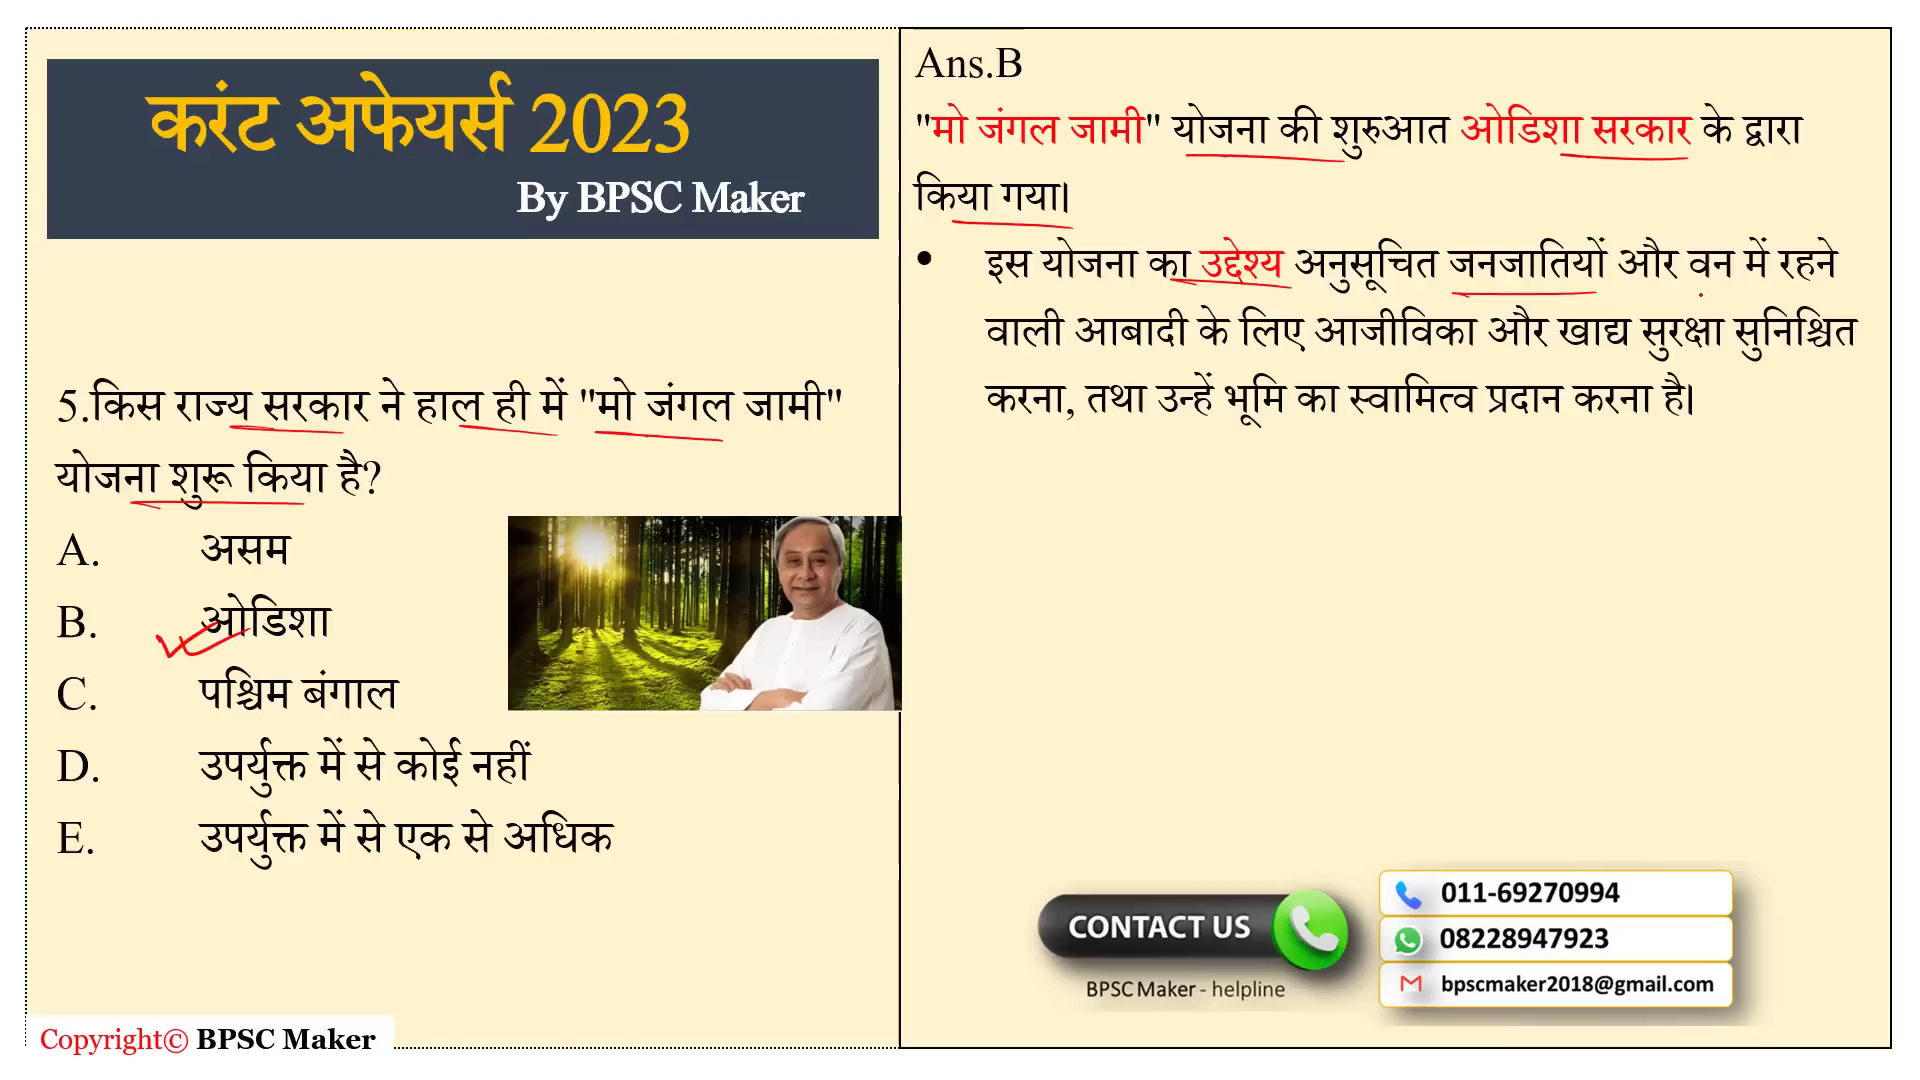 करंट अफेयर्स 2023
By BPSC Maker
5.किस राज्य सरकार ने हाल ही में "मो जंगल जामी"
योजना शुरू किया है?
A. असम
B. ओडिशा
C. पश्चिम बंगाल
D. उपर्युक्त में से कोई नहीं
E. उपर्युक्त में से एक से अधिक
Copyright© BPSC Maker
Ans.B
"मो जंगल जामी" योजना की शुरुआत ओडिशा सरकार के द्वारा
किया गया।
• इस योजना का उद्देश्य अनुसूचित जनजातियों और वन में रहने
वाली आबादी के लिए आजीविका और खाद्य सुरक्षा सुनिश्चित
करना, तथा उन्हें भूमि का स्वामित्व प्रदान करना है।
CONTACT US
BPSC Maker - helpline
011-69270994
08228947923
bpscmaker2018@gmail.com